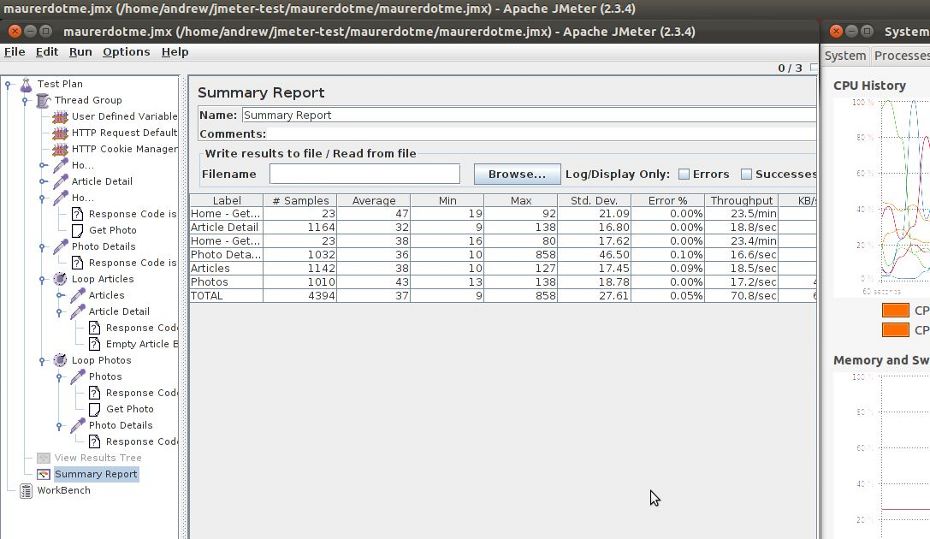 maurerdotme.jmx (/home/andrew/jmeter-test/maurerdotme/maurerdotme.jmx) - Apache JMeter (2.3.4)
maurerdotme.jmx (/home/andrew/jmeter-test/maurerdotme/maurerdotme.jmx) - Apache JMeter (2.3.4)
File Edit Run Options Help
0 / 3
Test Plan
Thread Group
User Defined Variable
HTTP Request Default
HTTP Cookie Manager
Ho...
Article Detail
Ho...
Response Code is
Get Photo
Photo Details
Response Code is
Loop Articles
Articles
Article Detail
Response Code
Empty Article B
Loop Photos
Photos
Response Code
Get Photo
Photo Details
Response Code
View Results Tree
Summary Report
WorkBench
Summary Report
Name: Summary Report
Comments:
Write results to file / Read from file
Filename Browse... Log/Display Only: Errors Successes
Label # Samples Average Min Max Std. Dev. Error % Throughput KB/s
Home - Get... 23 47 19 92 21.09 0.00% 23.5/min
Article Detail 1164 32 9 138 16.80 0.00% 18.8/sec
Home - Get... 23 38 16 80 17.62 0.00% 23.4/min
Photo Deta... 1032 36 10 858 46.50 0.10% 16.6/sec
Articles 1142 38 10 127 17.45 0.09% 18.5/sec
Photos 1010 43 13 138 18.78 0.00% 17.2/sec 4
TOTAL 4394 37 9 858 27.61 0.05% 70.8/sec 6
System
System Processes
CPU History
100 %
80 %
60 %
40 %
20 %
0 %
60 seconds
CP
CP
Memory and Sw
100 %
80 %
60 %
40 %
20 %